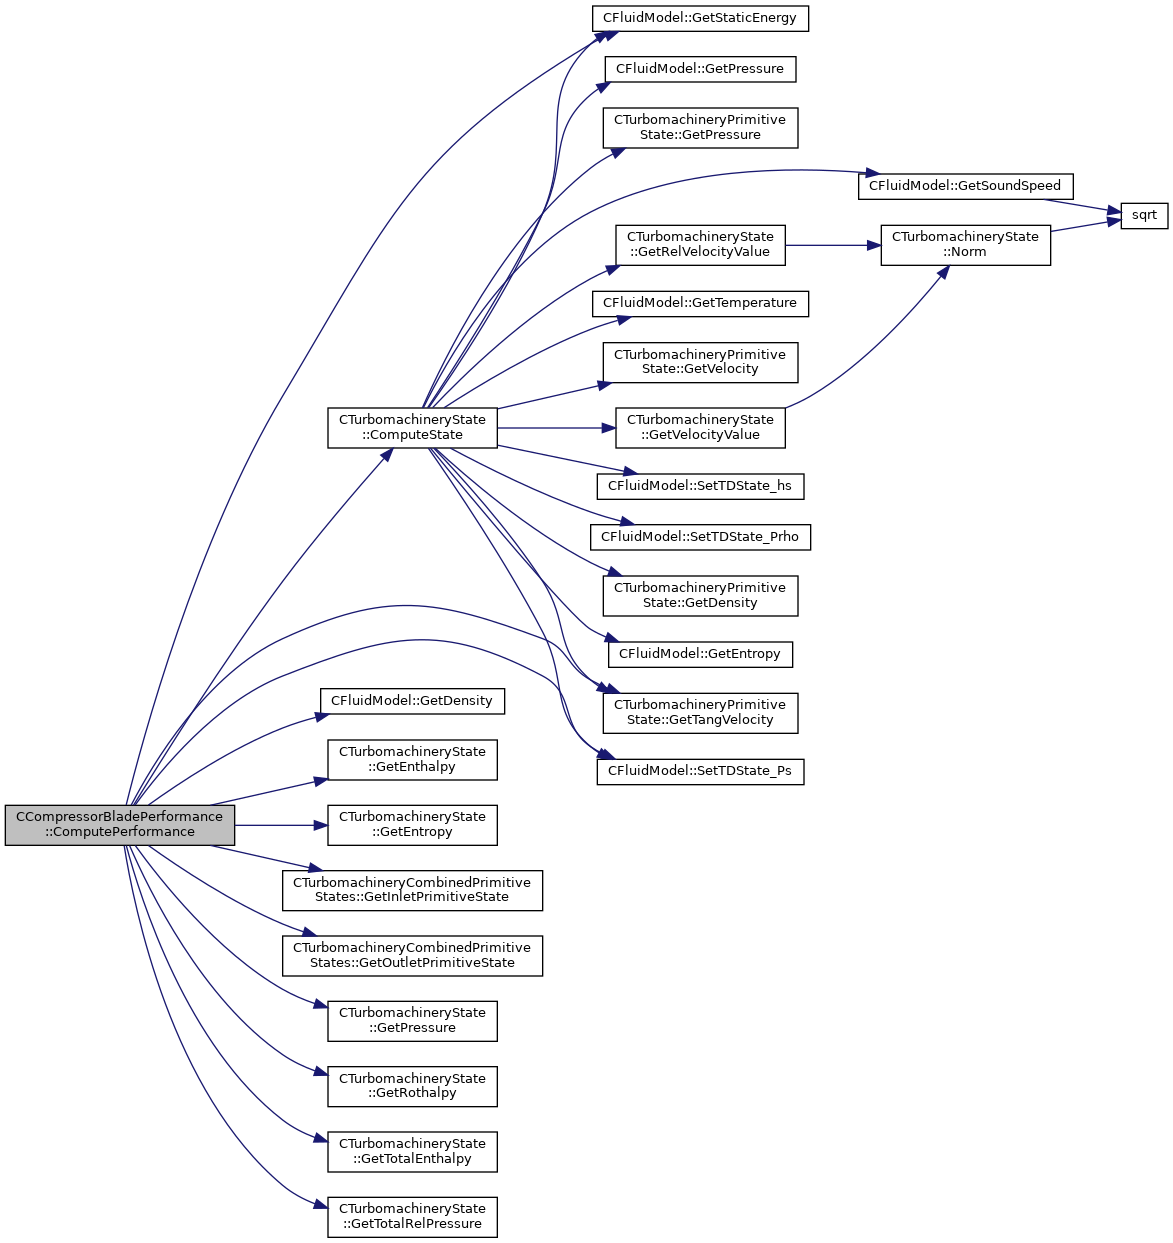 CFluidModel::GetStaticEnergy
CFluidModel::GetPressure
CTurbomachineryPrimitive
State::GetPressure
CFluidModel::GetSoundSpeed
sqrt
CTurbomachineryState
::GetRelVelocityValue
CTurbomachineryState
::Norm
CFluidModel::GetTemperature
CTurbomachineryPrimitive
State::GetVelocity
CTurbomachineryState
::ComputeState
CTurbomachineryState
::GetVelocityValue
CFluidModel::SetTDState_hs
CFluidModel::SetTDState_Prho
CTurbomachineryPrimitive
State::GetDensity
CFluidModel::GetEntropy
CFluidModel::GetDensity
CTurbomachineryPrimitive
State::GetTangVelocity
CTurbomachineryState
::GetEnthalpy
CFluidModel::SetTDState_Ps
CCompressorBladePerformance
::ComputePerformance
CTurbomachineryState
::GetEntropy
CTurbomachineryCombinedPrimitive
States::GetInletPrimitiveState
CTurbomachineryCombinedPrimitive
States::GetOutletPrimitiveState
CTurbomachineryState
::GetPressure
CTurbomachineryState
::GetRothalpy
CTurbomachineryState
::GetTotalEnthalpy
CTurbomachineryState
::GetTotalRelPressure